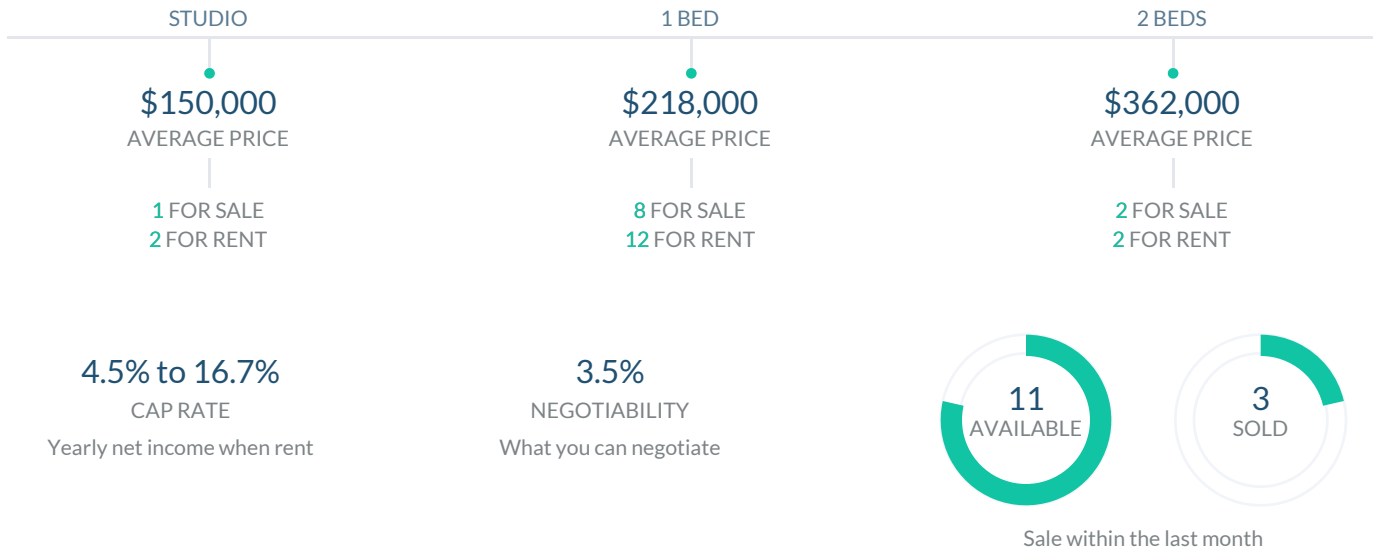 STUDIO
1 BED
2 BEDS
$150,000
AVERAGE PRICE
1 FOR SALE
2 FOR RENT
$218,000
AVERAGE PRICE
8 FOR SALE
12 FOR RENT
$362,000
AVERAGE PRICE
2 FOR SALE
2 FOR RENT
4.5% to 16.7%
CAP RATE
Yearly net income when rent
3.5%
NEGOTIABILITY
What you can negotiate
11
AVAILABLE
3
SOLD
Sale within the last month